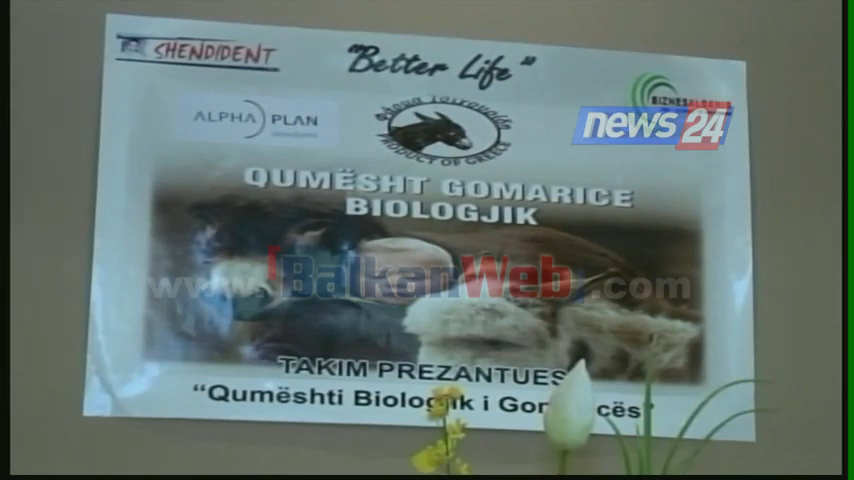 SHENDIDENT
"Better Life"
ALPHA PLAN
BIZNESALBANIA
news 24
PRODUCT OF GREECE
QUMËSHT GOMARICE
BIOLOGJIK
www.[BalkanWeb].com
TAKIM PREZANTUES
"Qumështi Biologjik i Gomaricës"